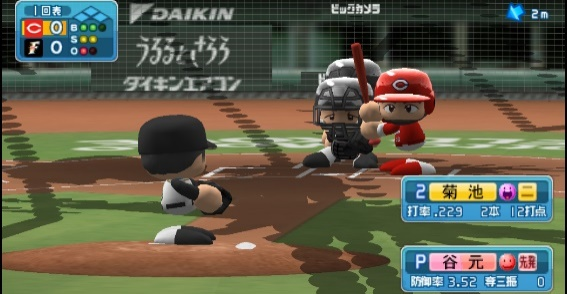 1回表
C 0 B
F 0 S
O
DAIKIN
うるるとさらら
ダイキンエアコン
ビックカメラ
2m
C
2 菊池 二
打率.229 2本 12打点
P 谷元 先発
防御率 3.52 奪三振 0